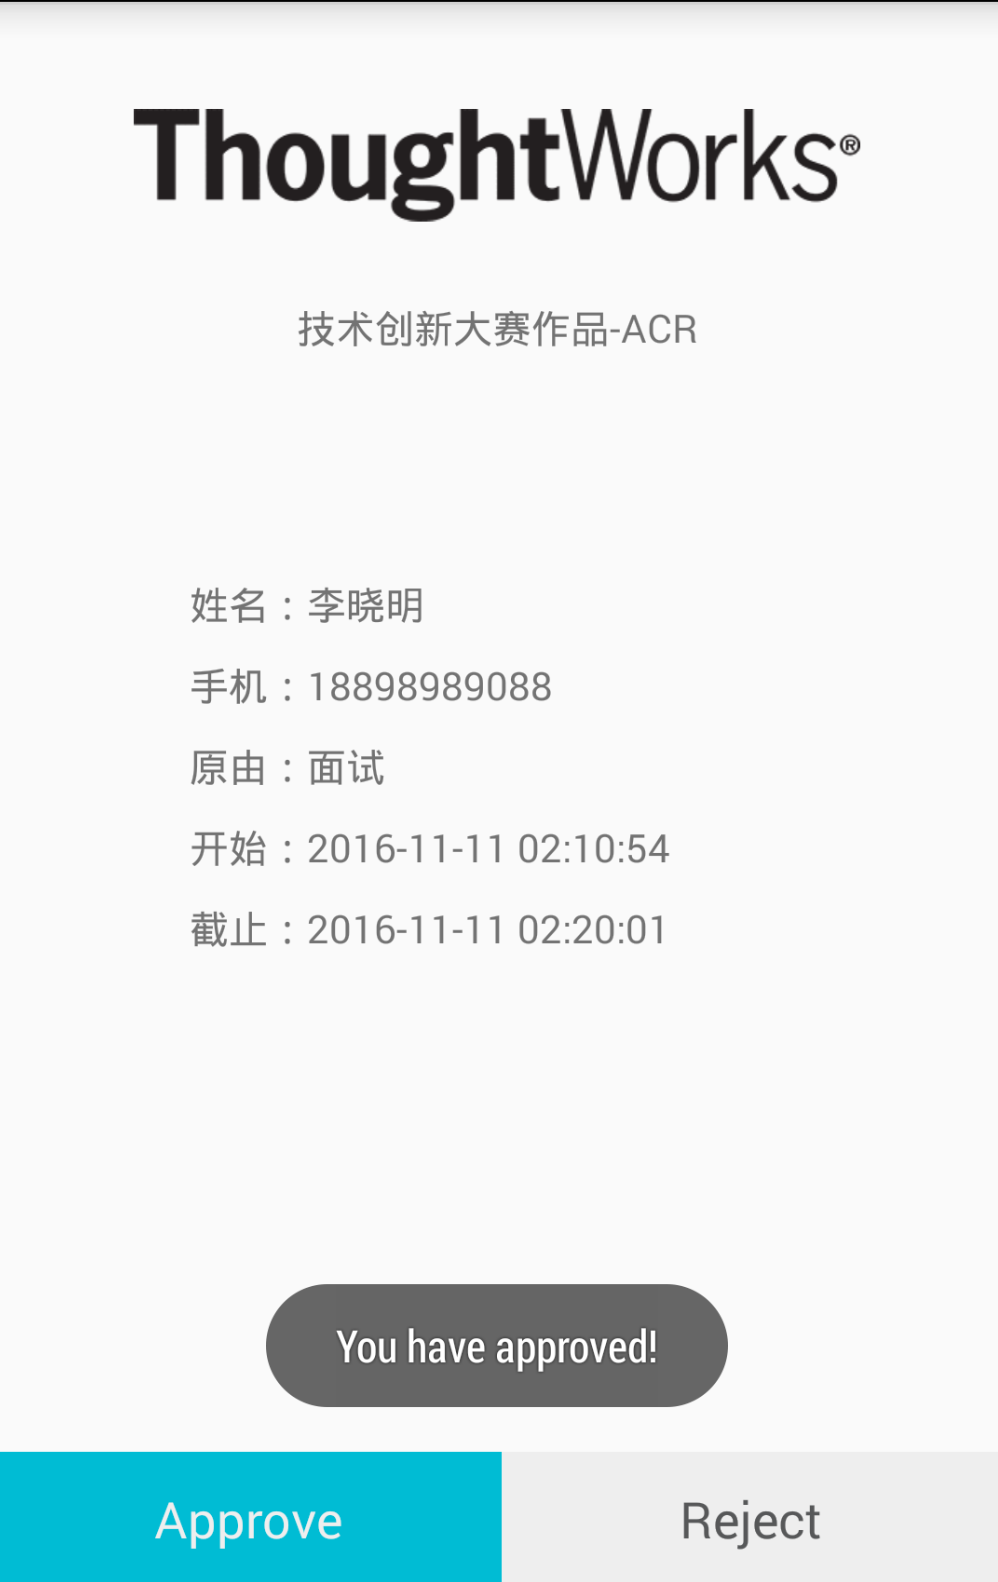 ThoughtWorks®
技术创新大赛作品-ACR
姓名：李晓明
手机：18898989088
原由：面试
开始：2016-11-11 02:10:54
截止：2016-11-11 02:20:01
You have approved!
Approve
Reject